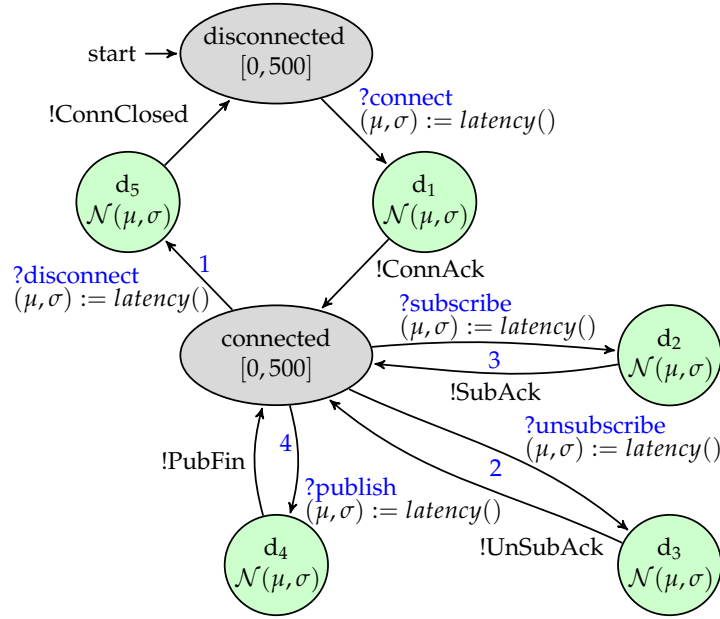 disconnected
start
[0, 500]
?connect
!ConnClosed
(μ, σ) := latency()
d₅
N(μ, σ)
d₁
N(μ, σ)
!ConnAck
1
?disconnect
(μ, σ) := latency()
?subscribe
(μ, σ) := latency()
connected
[0, 500]
3
d₂
N(μ, σ)
!SubAck
?unsubscribe
(μ, σ) := latency()
4
!PubFin
2
?publish
(μ, σ) := latency()
!UnSubAck
d₄
N(μ, σ)
d₃
N(μ, σ)